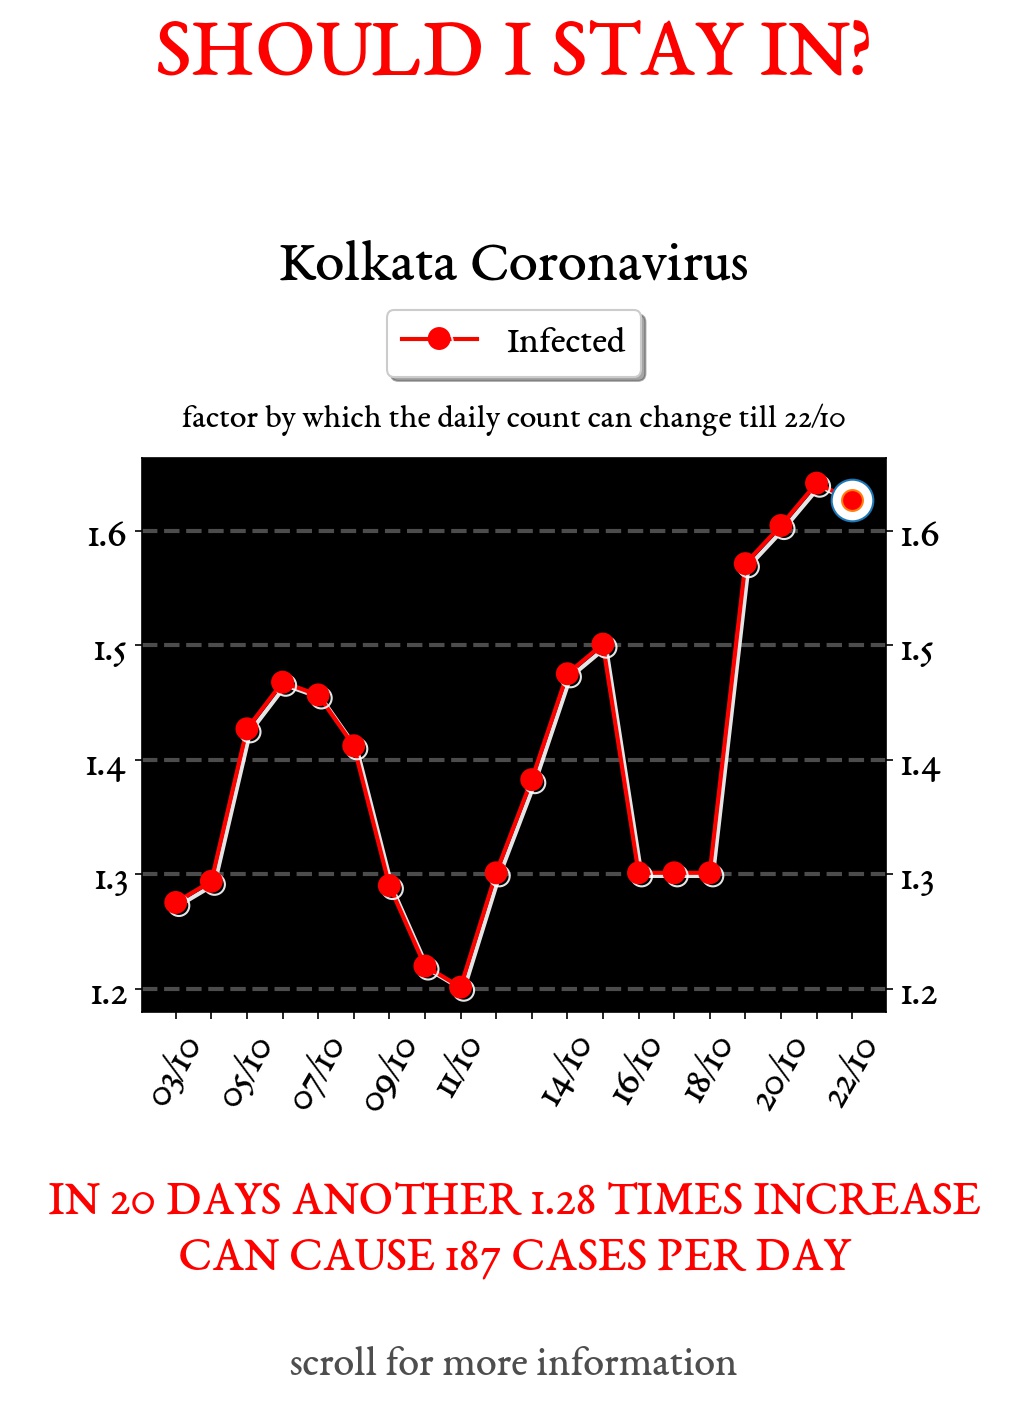 SHOULD I STAY IN?
Kolkata Coronavirus
Infected
factor by which the daily count can change till 22/10
1.6 1.6
1.5 1.5
1.4 1.4
1.3 1.3
1.2 1.2
03/10 05/10 07/10 09/10 11/10 14/10 16/10 18/10 20/10 22/10
IN 20 DAYS ANOTHER 1.28 TIMES INCREASE
CAN CAUSE 187 CASES PER DAY
scroll for more information